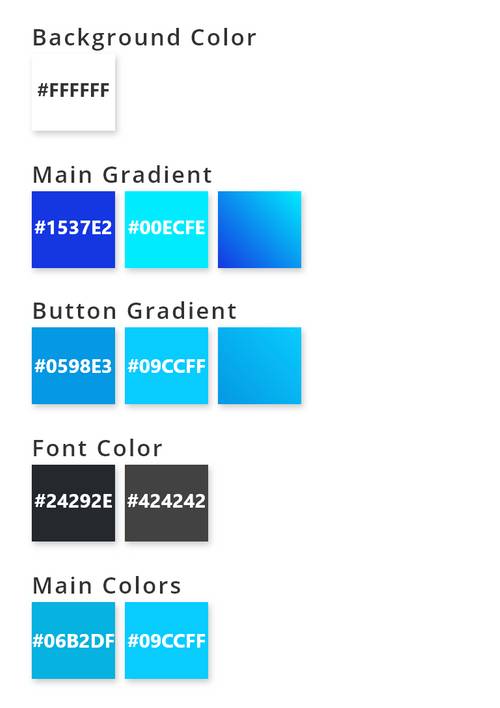 Background Color
#FFFFFF
Main Gradient
#1537E2 #00ECFE
Button Gradient
#0598E3 #09CCFF
Font Color
#24292E #424242
Main Colors
#06B2DF #09CCFF